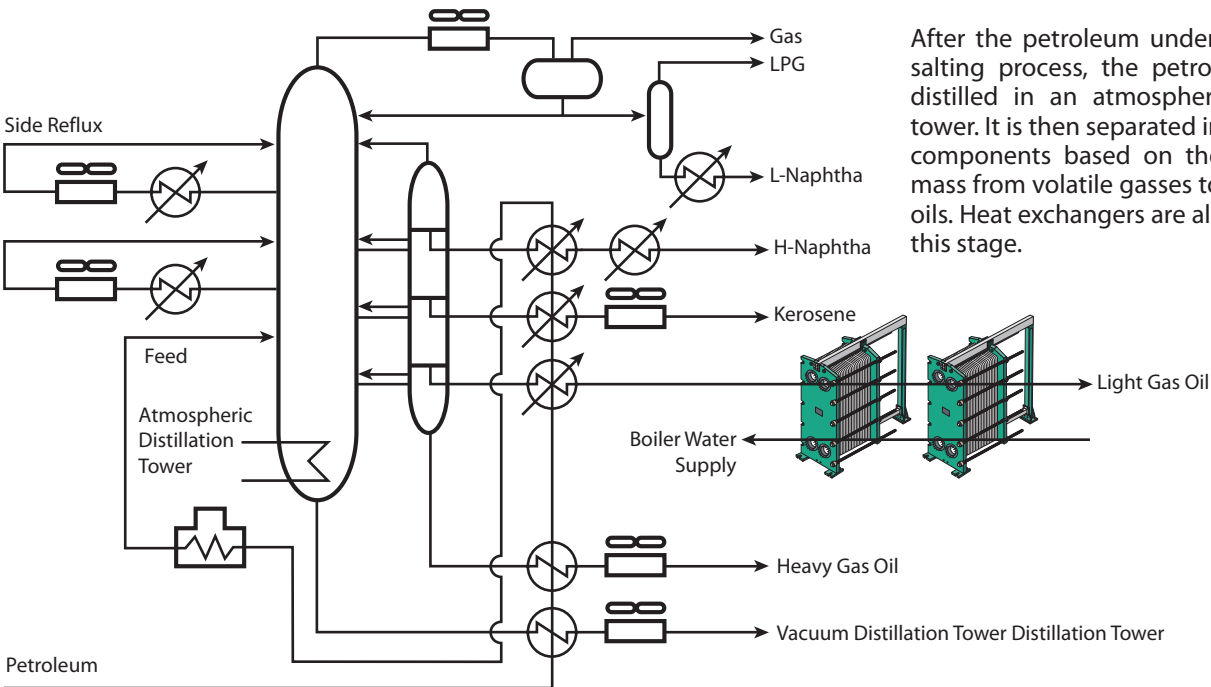 Gas
LPG
After the petroleum under
salting process, the petro
distilled in an atmospher
tower. It is then separated i
components based on the
mass from volatile gasses to
oils. Heat exchangers are al
this stage.
Side Reflux
L-Naphtha
H-Naphtha
Kerosene
Feed
Light Gas Oil
Atmospheric
Distillation
Tower
Boiler Water
Supply
Heavy Gas Oil
Vacuum Distillation Tower Distillation Tower
Petroleum